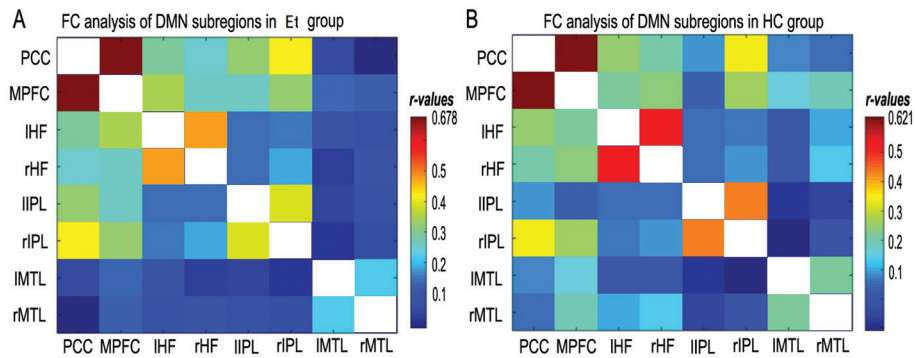 A
FC analysis of DMN subregions in Et group
PCC
MPFC
lHF
rHF
lIPL
rIPL
lMTL
rMTL
PCC MPFC lHF rHF lIPL rIPL lMTL rMTL
r-values
0.678
0.5
0.4
0.3
0.2
0.1
B
FC analysis of DMN subregions in HC group
PCC
MPFC
lHF
rHF
lIPL
rIPL
lMTL
rMTL
PCC MPFC lHF rHF lIPL rIPL lMTL rMTL
r-values
0.621
0.5
0.4
0.3
0.2
0.1